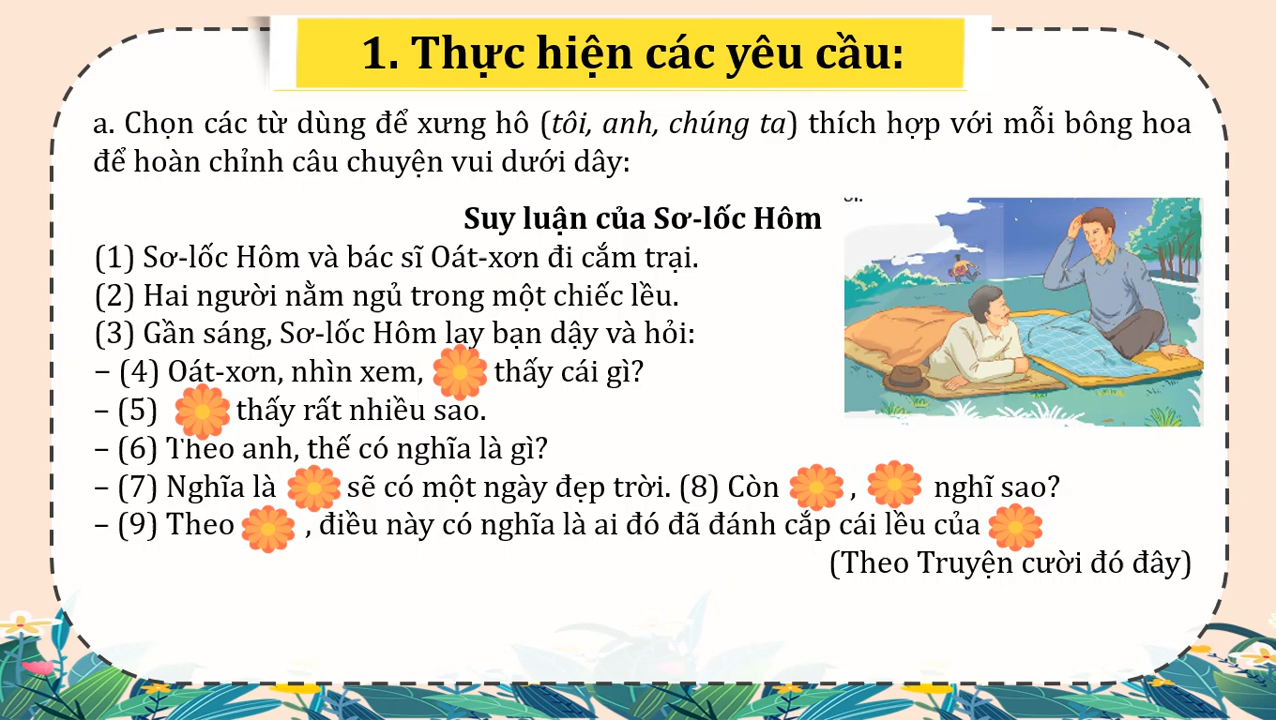 1. Thực hiện các yêu cầu:
a. Chọn các từ dùng để xưng hô (tôi, anh, chúng ta) thích hợp với mỗi bông hoa
để hoàn chỉnh câu chuyện vui dưới dây:
Suy luận của Sơ-lốc Hôm
(1) Sơ-lốc Hôm và bác sĩ Oát-xơn đi cắm trại.
(2) Hai người nằm ngủ trong một chiếc lều.
(3) Gần sáng, Sơ-lốc Hôm lay bạn dậy và hỏi:
– (4) Oát-xơn, nhìn xem, thấy cái gì?
– (5) thấy rất nhiều sao.
– (6) Theo anh, thế có nghĩa là gì?
– (7) Nghĩa là sẽ có một ngày đẹp trời. (8) Còn , nghĩ sao?
– (9) Theo , điều này có nghĩa là ai đó đã đánh cắp cái lều của
(Theo Truyện cười đó đây)